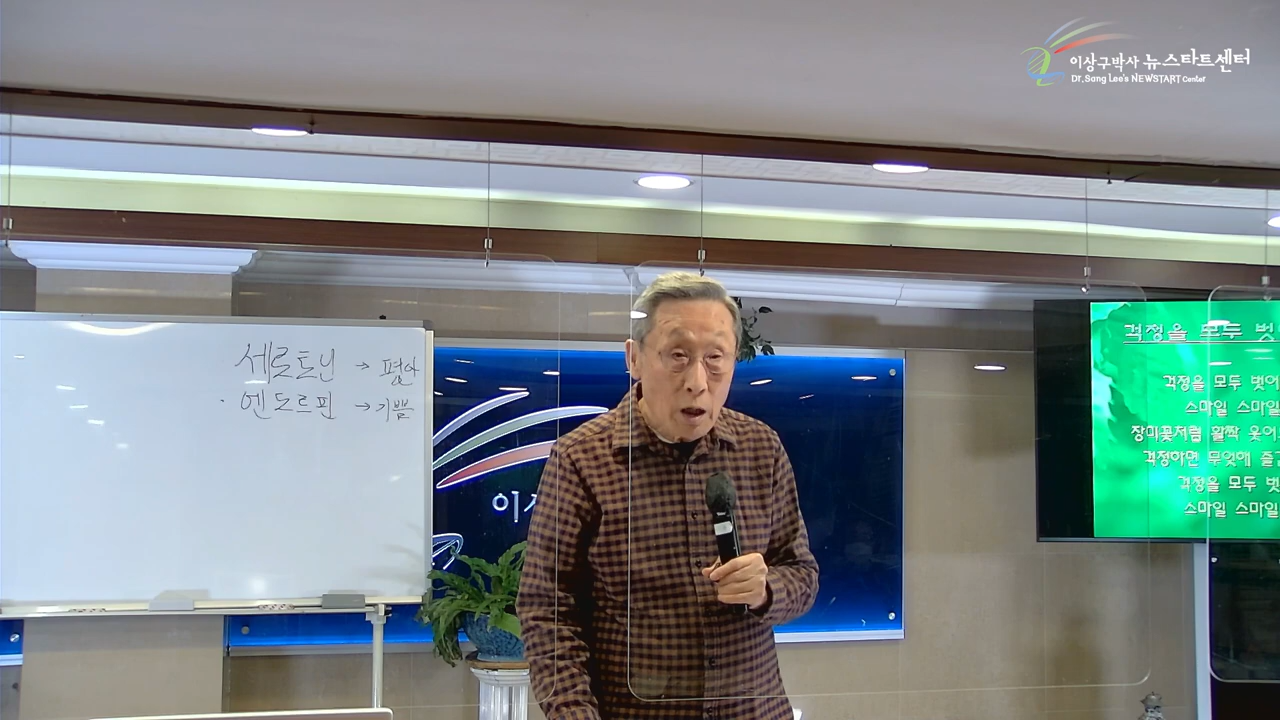 이상구박사 뉴스타트센터
Dr. Sang Lee's NEWSTART Center
세로토닌 → 편안
· 엔도르핀 → 기쁨
걱정을 모두 벗
걱정을 모두 벗어
스마일 스마일
장미꽃처럼 활짝 웃어
걱정하면 무엇해 즐
걱정을 모두 벗
스마일 스마일